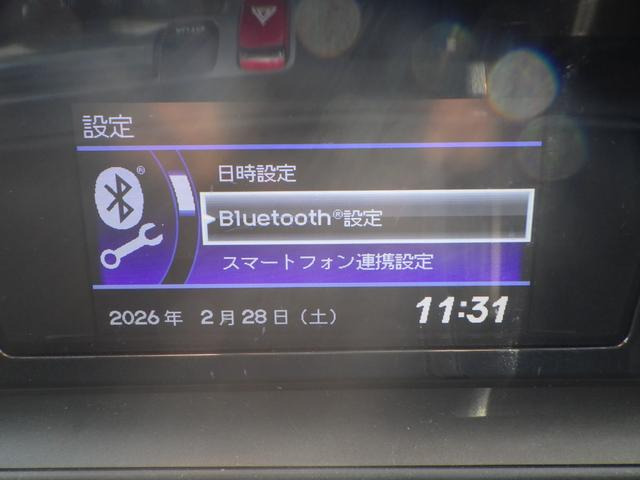 設定
日時設定
Bluetooth®設定
スマートフォン連携設定
2026年 2月28日（土） 11:31